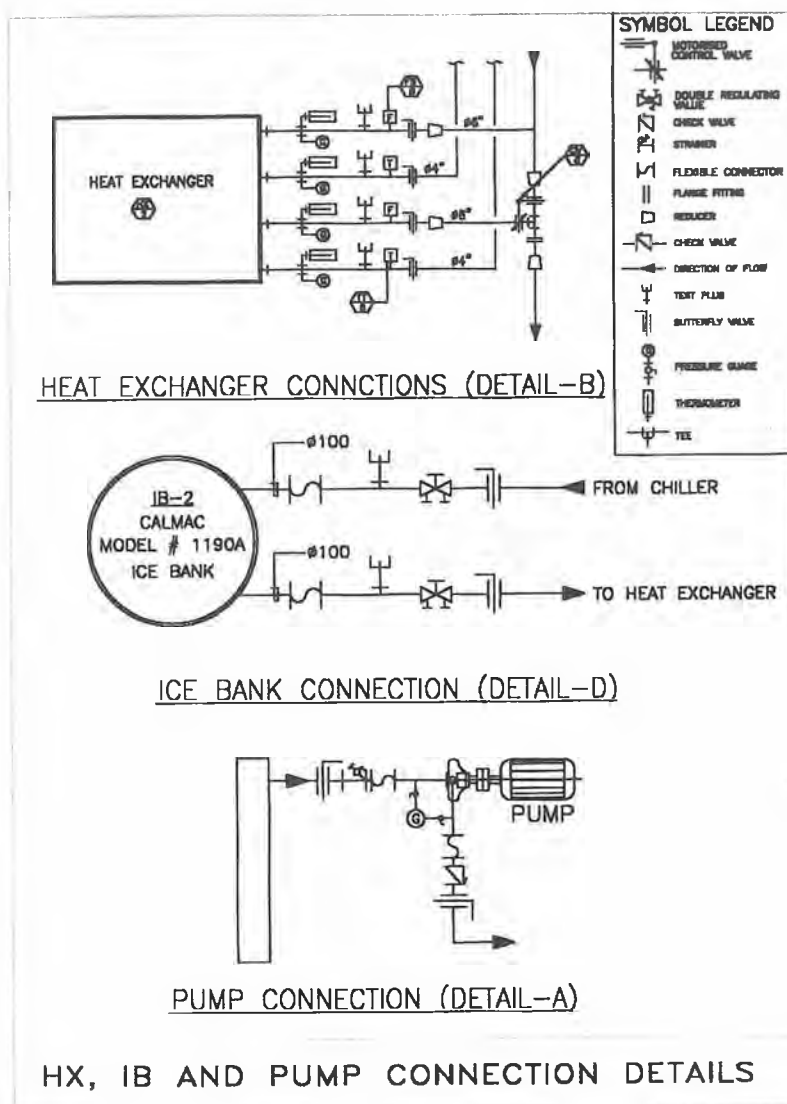 SYMBOL LEGEND
MOTORISED
CONTROL VALVE
DOUBLE REGULATING
VALUE
CHECK VALVE
STRAINER
FLEXIBLE CONNECTOR
FLANGE FITTING
REDUCER
CHECK VALVE
DIRECTION OF FLOW
TEST PLUG
BUTTERFLY VALVE
G
PRESSURE GUAGE
THERMOMETER
TEE
HEAT EXCHANGER
F
G
T
G
ø4"
F
G
T
G
ø4"
HEAT EXCHANGER CONNCTIONS (DETAIL-B)
ø100
FROM CHILLER
IB-2
CALMAC
MODEL # 1190A
ICE BANK
ø100
TO HEAT EXCHANGER
ICE BANK CONNECTION (DETAIL-D)
G
PUMP
PUMP CONNECTION (DETAIL-A)
HX, IB AND PUMP CONNECTION DETAILS